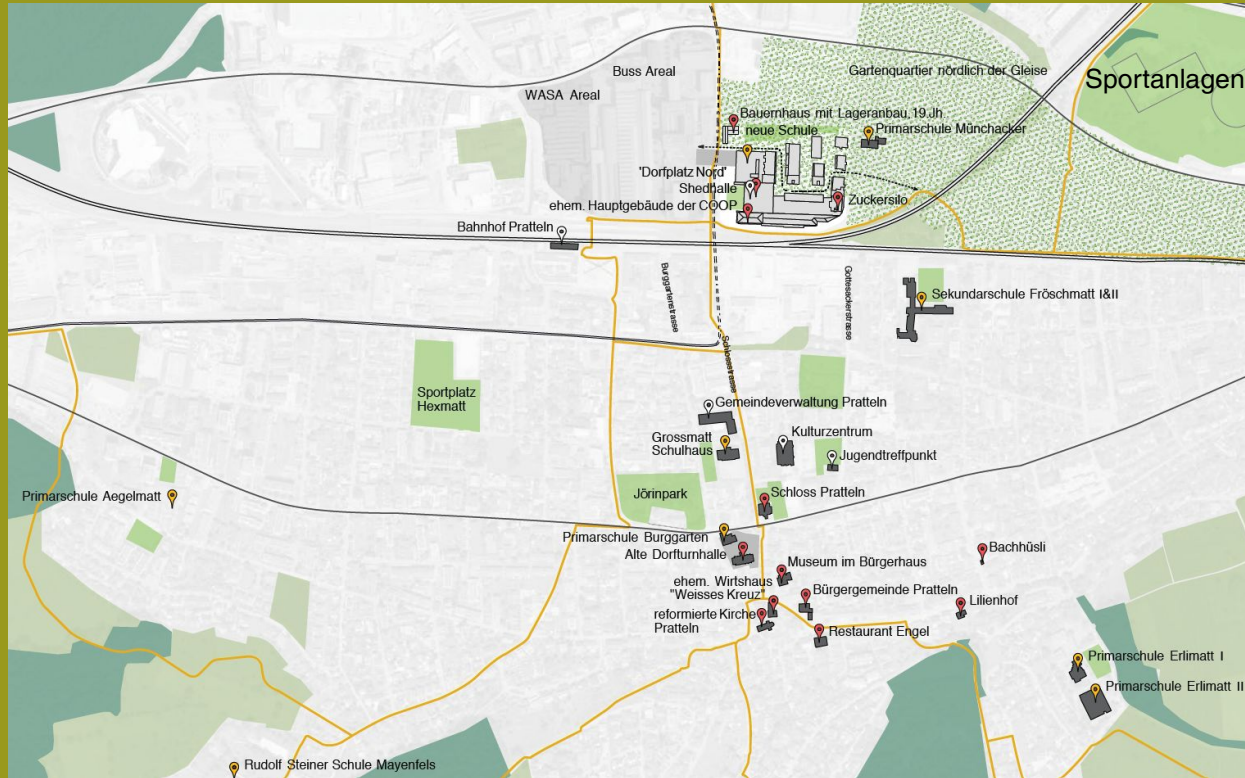 Buss Areal
Gartenquartier nördlich der Gleise
Sportanlagen
WASA Areal
Bauernhaus mit Lageranbau, 19.Jh.
neue Schule
Primarschule Münchacker
'Dorfplatz Nord'
Shedhalle
ehem. Hauptgebäude der COOP
Zuckersilo
Bahnhof Pratteln
Burggartenstrasse
Gottesackerstrasse
Sekundarschule Fröschmatt I&II
Schlossstrasse
Sportplatz
Hexmatt
Gemeindeverwaltung Pratteln
Grossmatt
Schulhaus
Kulturzentrum
Jugendtreffpunkt
Primarschule Aegelmatt
Jörinpark
Schloss Pratteln
Primarschule Burggarten
Alte Dorfturnhalle
Bachhüsli
Museum im Bürgerhaus
ehem. Wirtshaus
"Weisses Kreuz"
Bürgergemeinde Pratteln
Lilienhof
reformierte Kirche
Pratteln
Restaurant Engel
Primarschule Erlimatt I
Primarschule Erlimatt II
Rudolf Steiner Schule Mayenfels